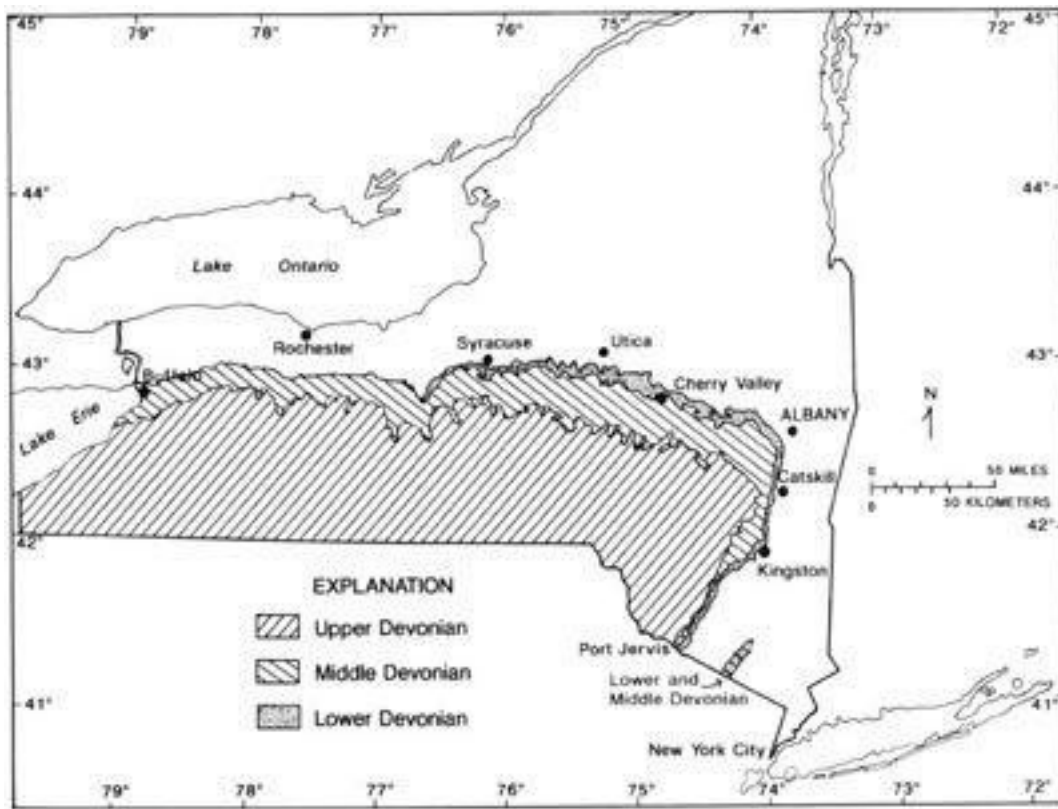 45°
79°
78°
77°
76°
75°
74°
73°
45°
44°
44°
Lake Ontario
Rochester
Syracuse
Utica
43°
43°
Buffalo
Cherry Valley
Lake Erie
ALBANY
N
0 50 MILES
0 50 KILOMETERS
Catskill
42°
42°
Kingston
EXPLANATION
Upper Devonian
Middle Devonian
Lower Devonian
Port Jervis
Lower and
Middle Devonian
41°
41°
New York City
79°
78°
77°
76°
75°
74°
73°
72°